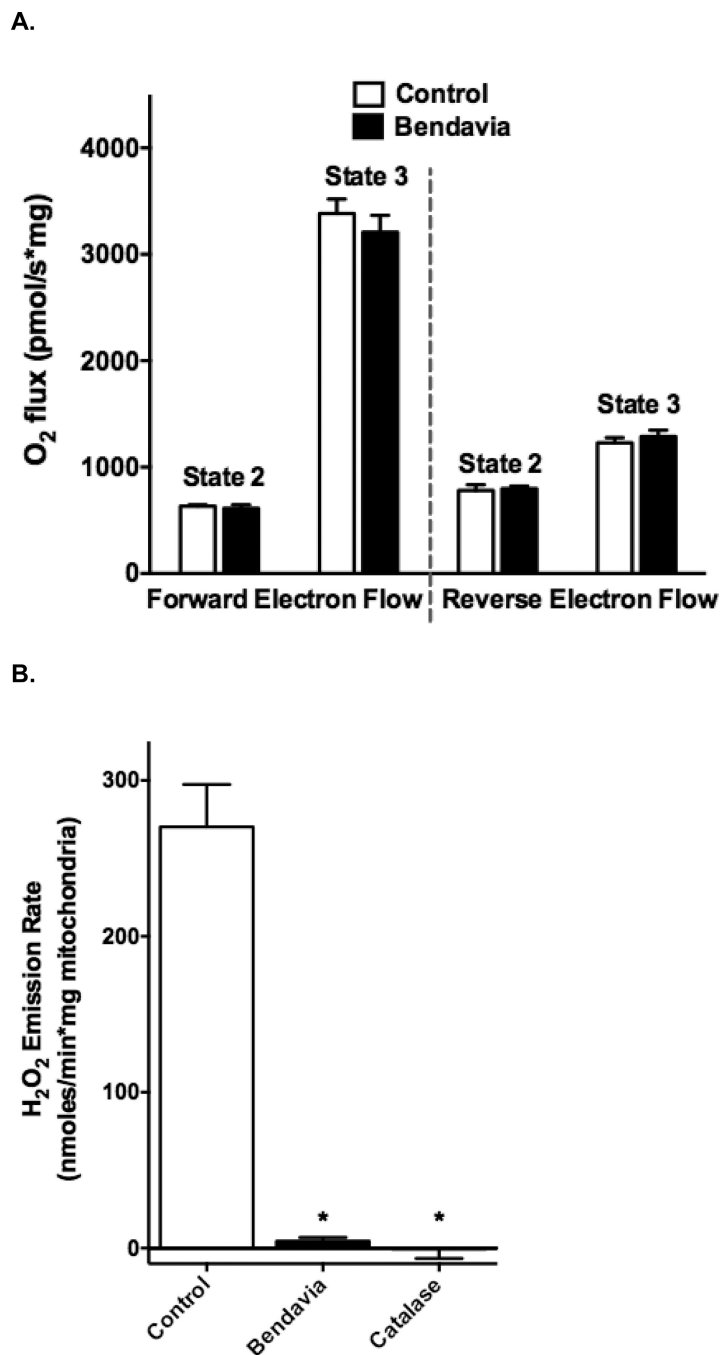 A.
Control
Bendavia
4000
3000
2000
1000
0
O₂ flux (pmol/s*mg)
State 2
State 3
State 2
State 3
Forward Electron Flow
Reverse Electron Flow
B.
300
200
100
0
H₂O₂ Emission Rate
(nmoles/min*mg mitochondria)
*
*
Control
Bendavia
Catalase